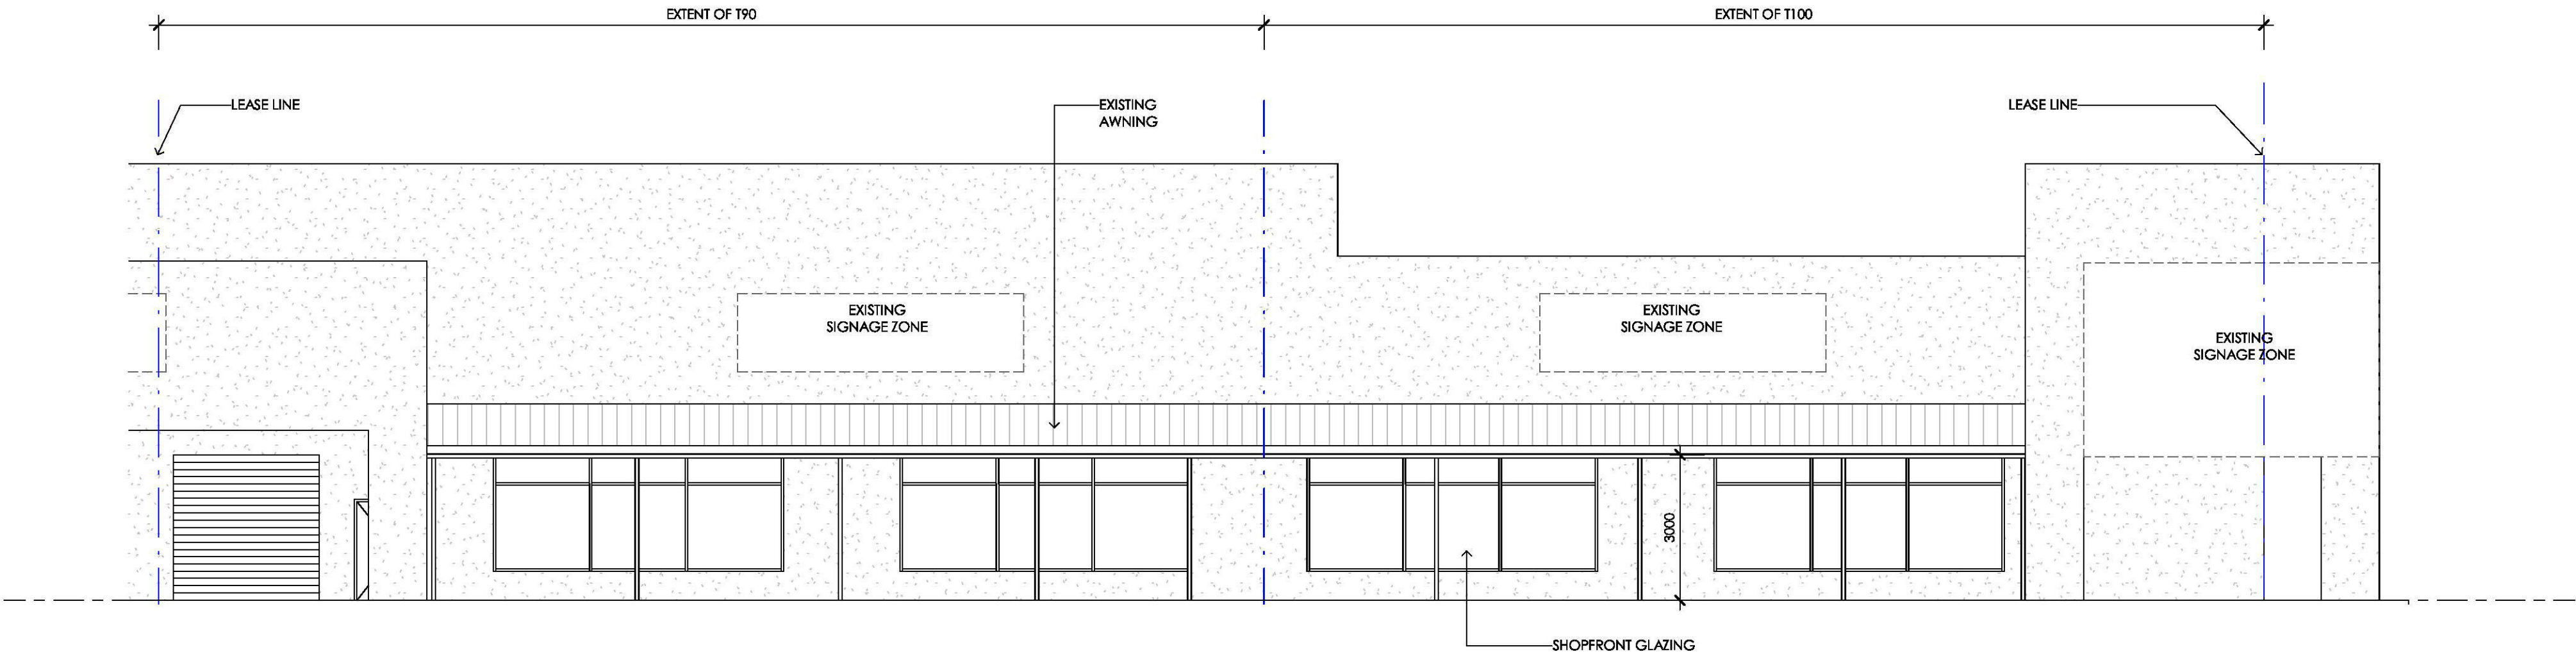 EXTENT OF T90
EXTENT OF T100
LEASE LINE
EXISTING
AWNING
LEASE LINE
EXISTING
SIGNAGE ZONE
EXISTING
SIGNAGE ZONE
EXISTING
SIGNAGE ZONE
3000
SHOPFRONT GLAZING